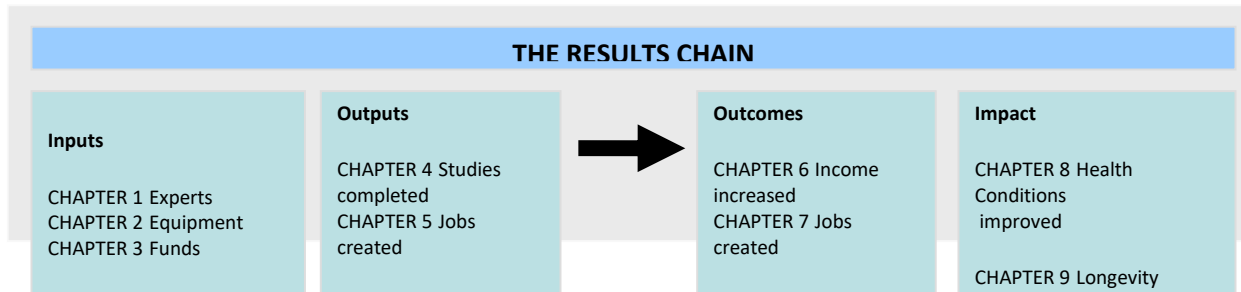 THE RESULTS CHAIN
Inputs
CHAPTER 1 Experts
CHAPTER 2 Equipment
CHAPTER 3 Funds
Outputs
CHAPTER 4 Studies
completed
CHAPTER 5 Jobs
created
Outcomes
CHAPTER 6 Income
increased
CHAPTER 7 Jobs
created
Impact
CHAPTER 8 Health
Conditions
improved
CHAPTER 9 Longevity